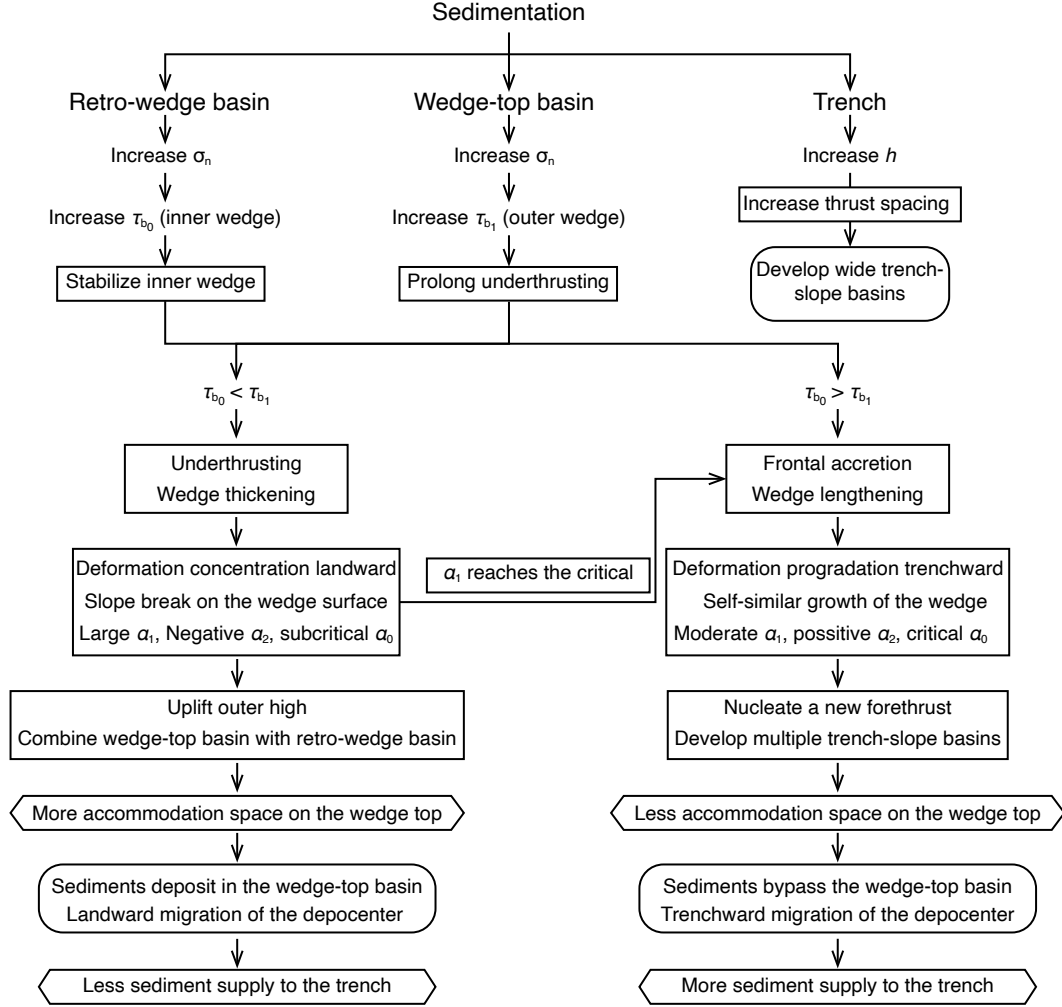 Sedimentation
Retro-wedge basin
Wedge-top basin
Trench
Increase σn
Increase σn
Increase h
Increase τb0 (inner wedge)
Increase τb1 (outer wedge)
Increase thrust spacing
Stabilize inner wedge
Prolong underthrusting
Develop wide trench-
slope basins
τb0 < τb1
τb0 > τb1
Underthrusting
Wedge thickening
Frontal accretion
Wedge lengthening
Deformation concentration landward
Slope break on the wedge surface
Large α1, Negative α2, subcritical α0
α1 reaches the critical
Deformation progradation trenchward
Self-similar growth of the wedge
Moderate α1, possitive α2, critical α0
Uplift outer high
Combine wedge-top basin with retro-wedge basin
Nucleate a new forethrust
Develop multiple trench-slope basins
More accommodation space on the wedge top
Less accommodation space on the wedge top
Sediments deposit in the wedge-top basin
Landward migration of the depocenter
Sediments bypass the wedge-top basin
Trenchward migration of the depocenter
Less sediment supply to the trench
More sediment supply to the trench